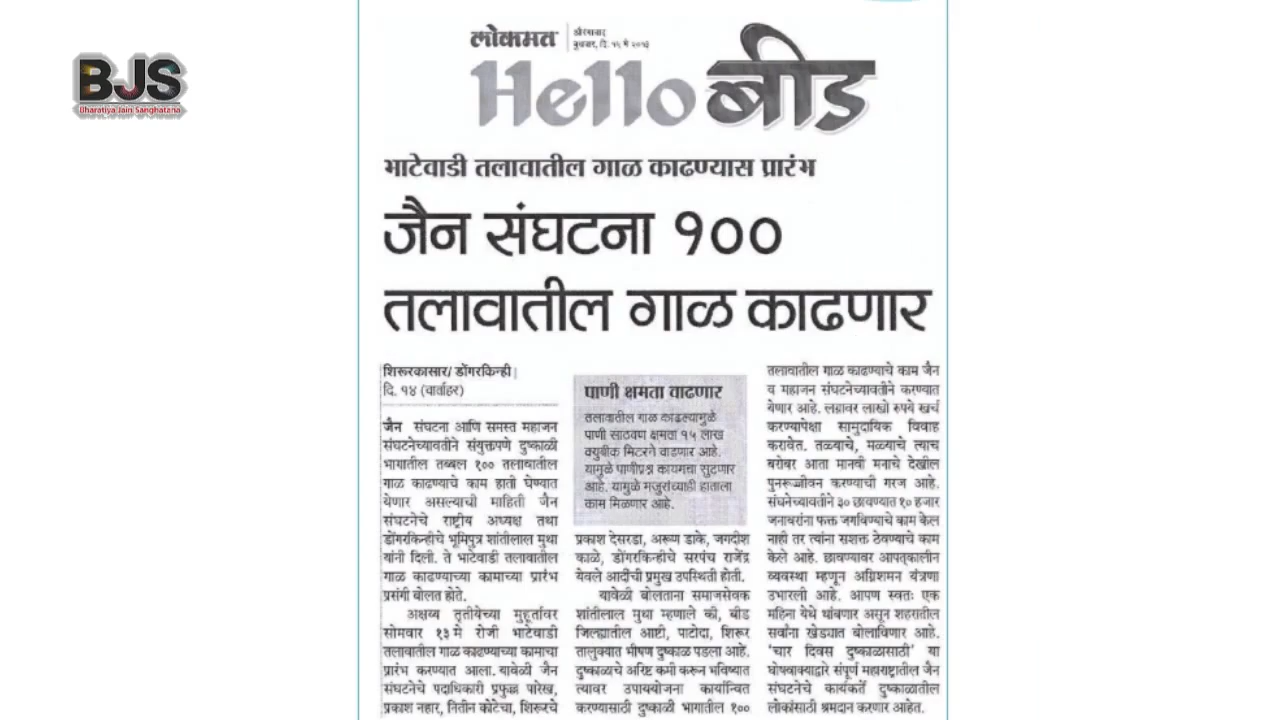 BJS
Bharatiya Jain Sanghatana
लोकमत
बुधवार, दि. १५ मे २०१३
Hello बीड
भाटेवाडी तलावातील गाळ काढण्यास प्रारंभ
जैन संघटना १००
तलावातील गाळ काढणार
शिरूरकासार/ डोंगरकिन्ही |
दि. १४ (वार्ताहर)
जैन संघटना आणि समस्त महाजन
संघटनेच्यावतीने संयुक्तपणे दुष्काळी
भागातील तब्बल १०० तलावातील
गाळ काढण्याचे काम हाती घेण्यात
येणार असल्याची माहिती जैन
संघटनेचे राष्ट्रीय अध्यक्ष तथा
डोंगरकिन्हीचे भूमिपुत्र शांतीलाल मुथा
यांनी दिली. ते भाटेवाडी तलावातील
गाळ काढण्याच्या कामाच्या प्रारंभ
प्रसंगी बोलत होते.
अक्षय्य तृतीयेच्या मुहूर्तावर
सोमवार १३ मे रोजी भाटेवाडी
तलावातील गाळ काढण्याच्या कामाचा
प्रारंभ करण्यात आला. यावेळी जैन
संघटनेचे पदाधिकारी प्रफुल्ल पारेख,
प्रकाश नहार, नितीन कोटेचा, शिरूरचे
पाणी क्षमता वाढणार
तलावातील गाळ काढल्यामुळे
पाणी साठवण क्षमता १५ लाख
क्युबीक मिटरने वाढणार आहे.
यामुळे पाणीप्रश्न कायमचा सुटणार
आहे. यामुळे मजुरांच्याही हाताला
काम मिळणार आहे.
प्रकाश देसरडा, अरूण डाके, जगदीश
काळे, डोंगरकिन्हीचे सरपंच राजेंद्र
येवले आदींची प्रमुख उपस्थिती होती.
यावेळी बोलताना समाजसेवक
शांतीलाल मुथा म्हणाले की, बीड
जिल्ह्यातील आष्टी, पाटोदा, शिरूर
तालुक्यात भीषण दुष्काळ पडला आहे.
दुष्काळाचे अरिष्ट कमी करून भविष्यात
त्यावर उपाययोजना कार्यान्वित
करण्यासाठी दुष्काळी भागातील १००
तलावातील गाळ काढण्याचे काम जैन
व महाजन संघटनेच्यावतीने करण्यात
येणार आहे. लग्नावर लाखो रुपये खर्च
करण्यापेक्षा सामुदायिक विवाह
करावेत. तळ्याचे, मळ्याचे त्याच
बरोबर आता मानवी मनाचे देखील
पुनरूज्जीवन करण्याची गरज आहे.
संघनेच्यावतीने ३० छावण्यात १० हजार
जनावरांना फक्त जगविण्याचे काम केल
नाही तर त्यांना सशक्त ठेवण्याचे काम
केले आहे. छावण्यावर आपत्कालीन
व्यवस्था म्हणून अग्निशमन यंत्रणा
उभारली आहे. आपण स्वतः एक
महिना येथे थांबणार असून शहरातील
सर्वांना खेड्यात बोलाविणार आहे.
'चार दिवस दुष्काळासाठी' या
घोषवाक्याद्वारे संपूर्ण महाराष्ट्रातील जैन
संघटनेचे कार्यकर्ते दुष्काळातील
लोकांसाठी श्रमदान करणार आहेत.